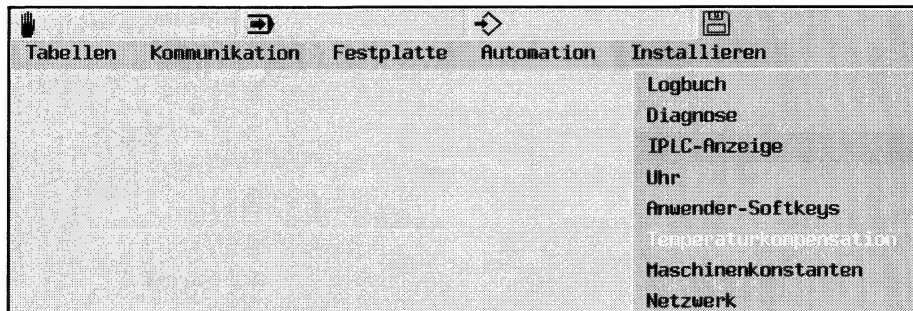 Tabellen Kommunikation Festplatte Automation Installieren
Logbuch
Diagnose
IPLC-Anzeige
Uhr
Anwender-Softkeys
Temperaturkompensation
Maschinenkonstanten
Netzwerk